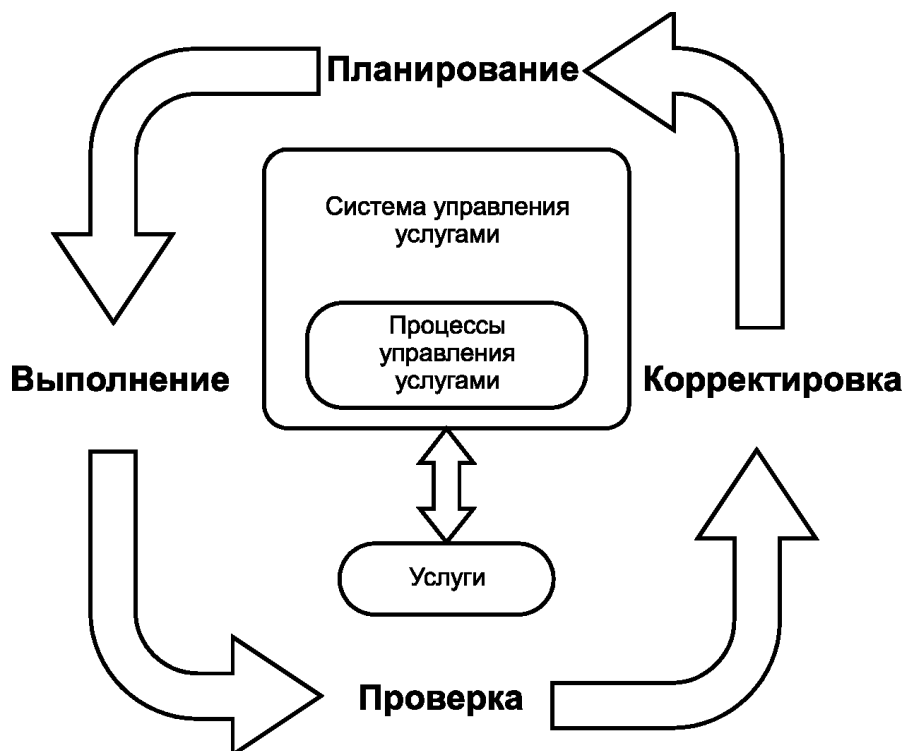 Планирование
Система управления
услугами
Процессы
управления
услугами
Выполнение
Корректировка
Услуги
Проверка